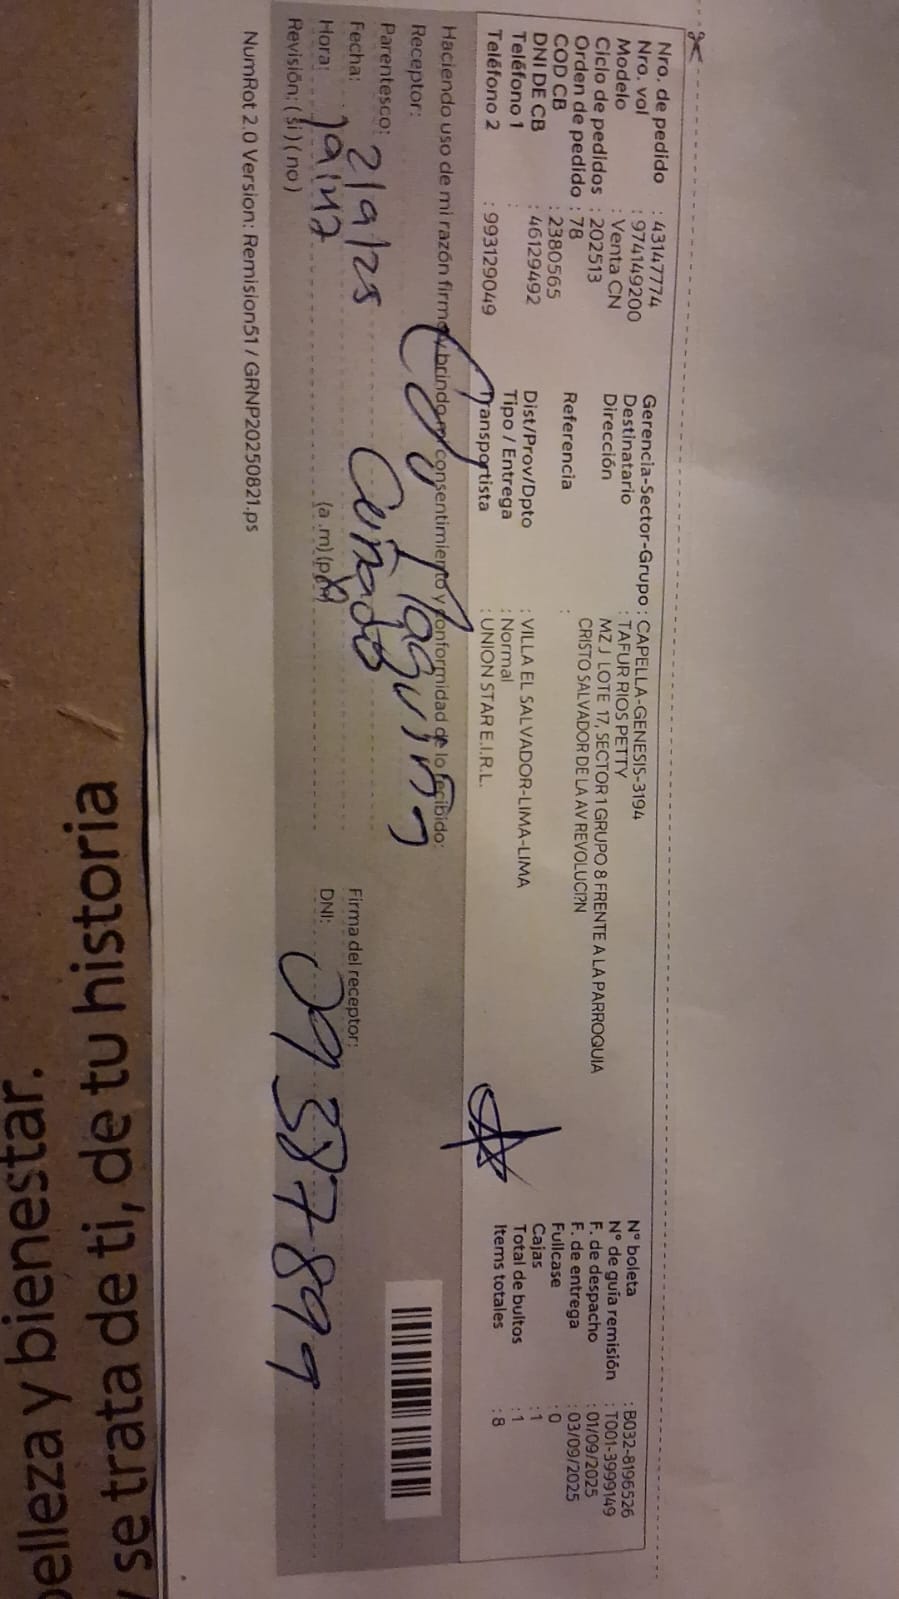 Nro. de pedido : 43147774
Nro. vol : 974149200
Modelo : Venta CN
Ciclo de pedidos : 202513
Orden de pedido : 78
COD CB : 2380565
DNI DE CB : 46129492
Teléfono 1 :
Teléfono 2 : 993129049
Gerencia-Sector-Grupo : CAPELLA-GENESIS-3194
Destinatario : TAFUR RIOS PETTY
Dirección MZ J LOTE 17, SECTOR 1 GRUPO 8 FRENTE A LA PARROQUIA
CRISTO SALVADOR DE LA AV REVOLUCI?N
Referencia :
Dist/Prov/Dpto : VILLA EL SALVADOR-LIMA-LIMA
Tipo / Entrega : Normal
Transportista : UNION STAR E.I.R.L.
N° boleta : B032-8196526
N° de guía remisión : T001-3999149
F. de despacho : 01/09/2025
F. de entrega : 03/09/2025
Fullcase : 0
Cajas : 1
Total de bultos : 1
Items totales : 8
Haciendo uso de mi razón firmo y brindo mi consentimiento y conformidad de lo recibido:
Receptor:
Parentesco: Cuñado
Fecha: 2/9/25
Hora: (a.m) (p.m)
Revisión: ( si ) ( no )
Firma del receptor:
DNI: 09387899
NumRot 2.0 Version: Remision51 / GRNP20250821.ps
se trata de ti, de tu historia
belleza y bienestar.